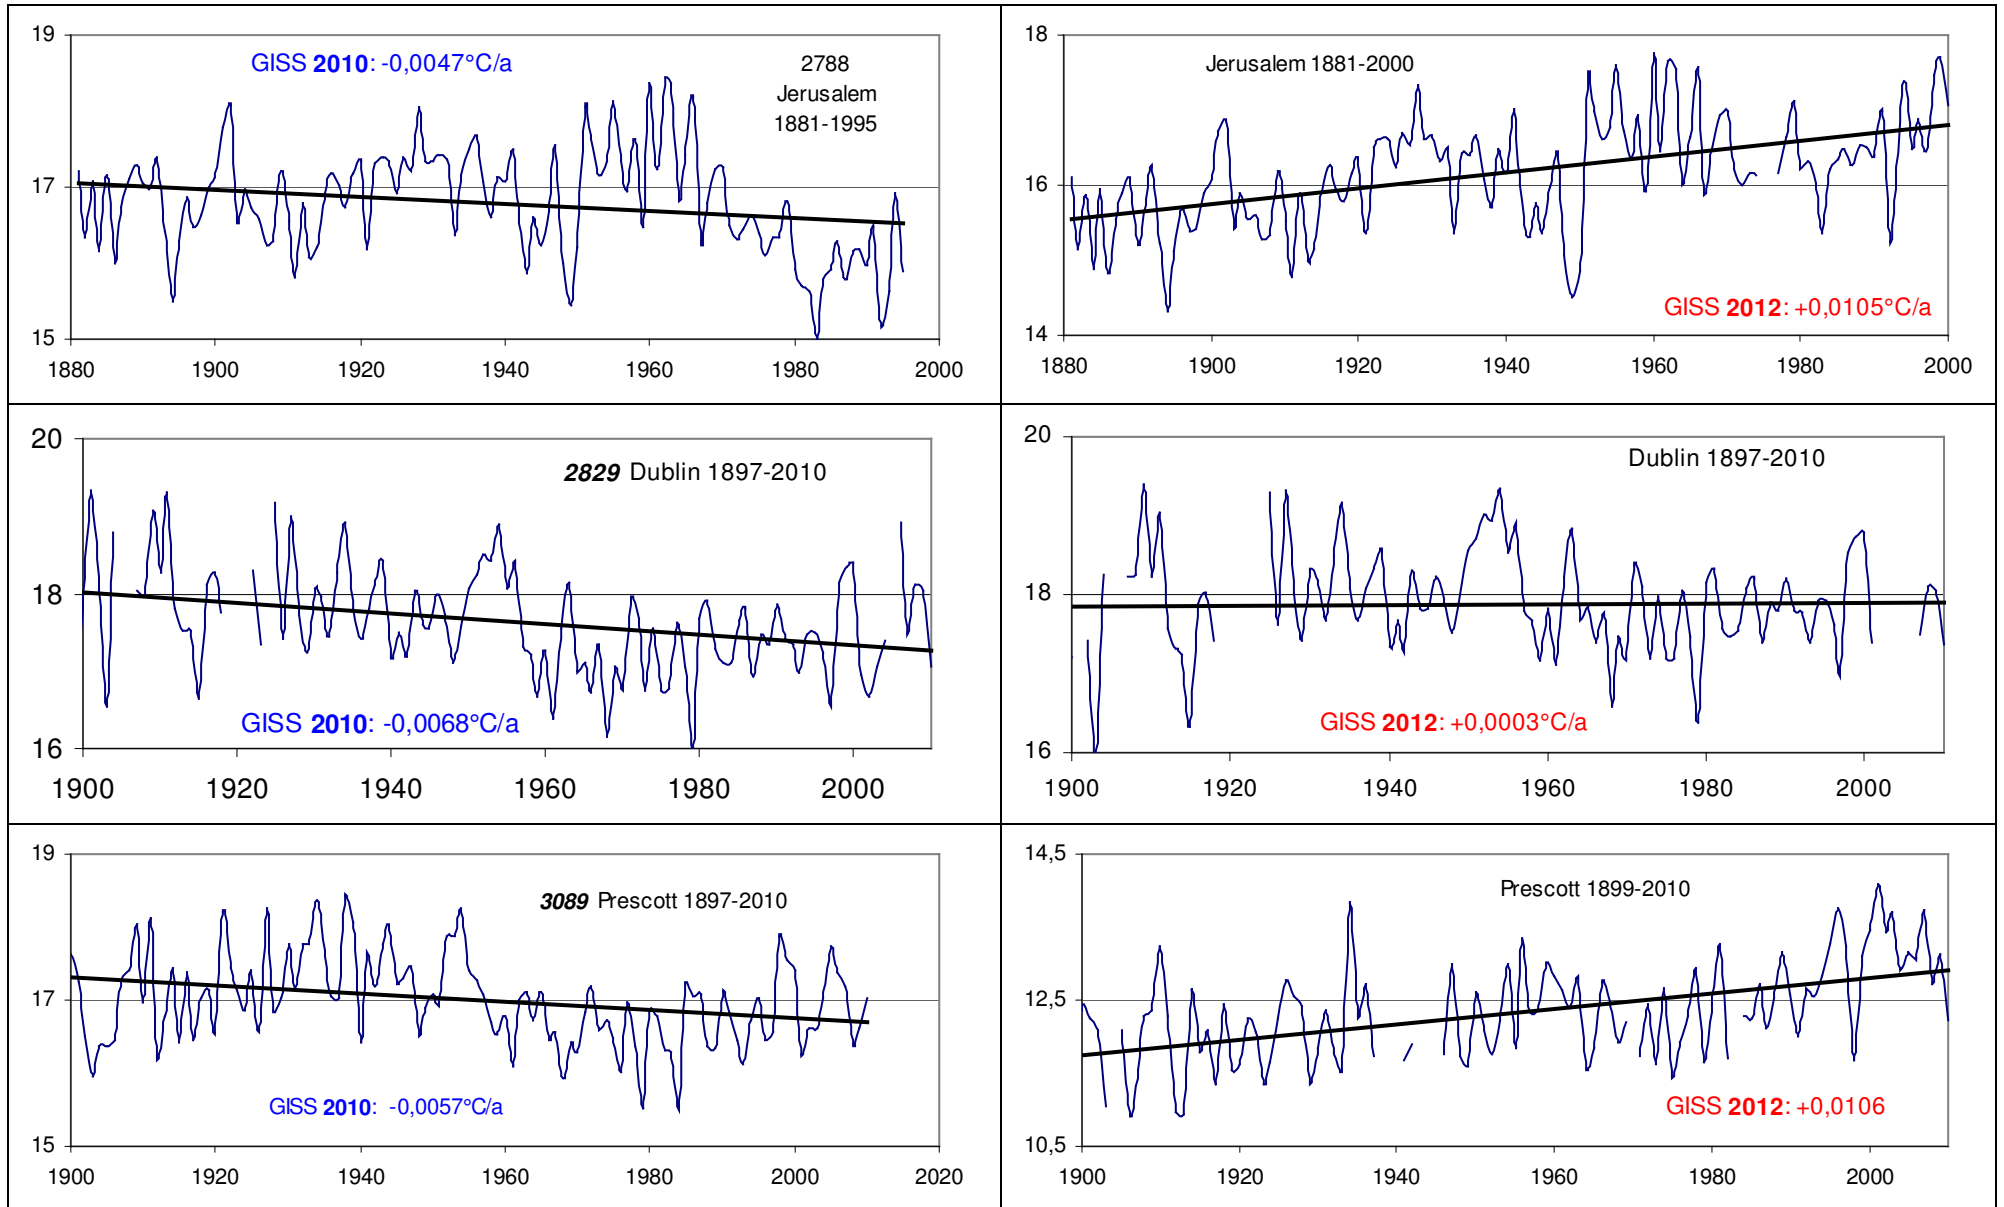 19
GISS 2010: -0,0047°C/a
2788
Jerusalem
1881-1995
17
15
1880 1900 1920 1940 1960 1980 2000
18
Jerusalem 1881-2000
16
GISS 2012: +0,0105°C/a
14
1880 1900 1920 1940 1960 1980 2000
20
2829 Dublin 1897-2010
18
GISS 2010: -0,0068°C/a
16
1900 1920 1940 1960 1980 2000
20
Dublin 1897-2010
18
GISS 2012: +0,0003°C/a
16
1900 1920 1940 1960 1980 2000
19
3089 Prescott 1897-2010
17
GISS 2010: -0,0057°C/a
15
1900 1920 1940 1960 1980 2000 2020
14,5
Prescott 1899-2010
12,5
GISS 2012: +0,0106
10,5
1900 1920 1940 1960 1980 2000